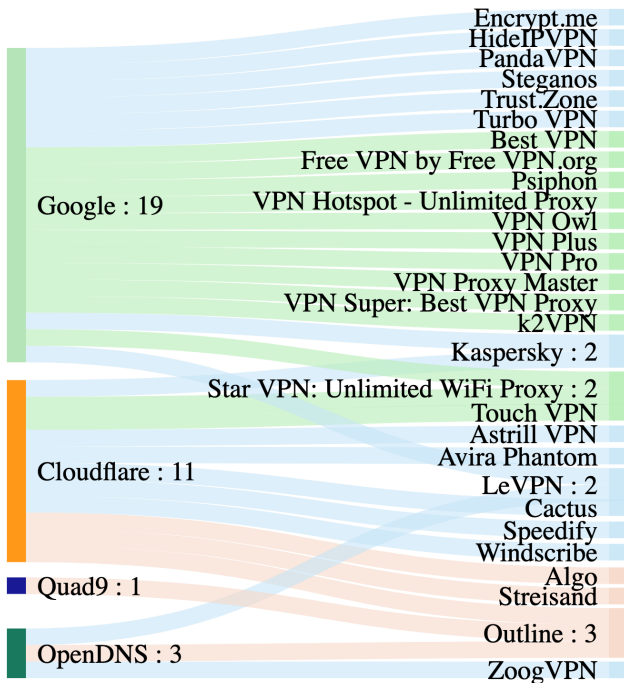 Encrypt.me
HideIPVPN
PandaVPN
Steganos
Trust.Zone
Turbo VPN
Best VPN
Free VPN by Free VPN.org
Psiphon
Google : 19
VPN Hotspot - Unlimited Proxy
VPN Owl
VPN Plus
VPN Pro
VPN Proxy Master
VPN Super: Best VPN Proxy
k2VPN
Kaspersky : 2
Star VPN: Unlimited WiFi Proxy : 2
Touch VPN
Astrill VPN
Avira Phantom
Cloudflare : 11
LeVPN : 2
Cactus
Speedify
Windscribe
Algo
Quad9 : 1
Streisand
Outline : 3
OpenDNS : 3
ZoogVPN